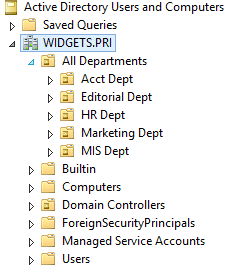 Active Directory Users and Computers
Saved Queries
WIDGETS.PRI
All Departments
Acct Dept
Editorial Dept
HR Dept
Marketing Dept
MIS Dept
Builtin
Computers
Domain Controllers
ForeignSecurityPrincipals
Managed Service Accounts
Users